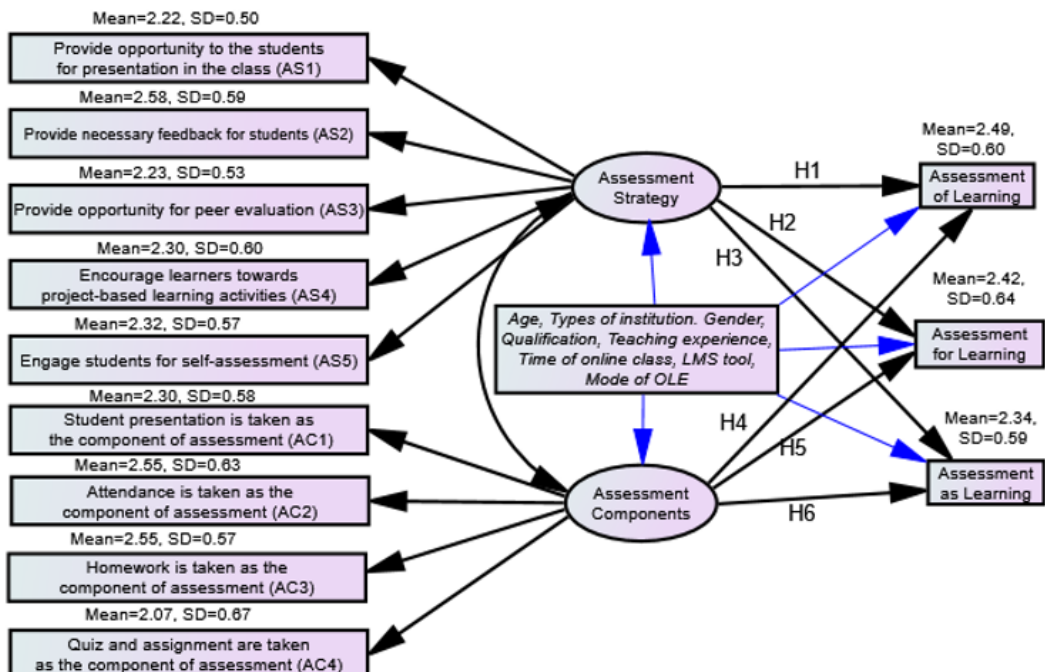 Mean=2.22, SD=0.50
Provide opportunity to the students
for presentation in the class (AS1)
Mean=2.58, SD=0.59
Provide necessary feedback for students (AS2)
Mean=2.23, SD=0.53
Provide opportunity for peer evaluation (AS3)
Mean=2.30, SD=0.60
Encourage learners towards
project-based learning activities (AS4)
Mean=2.32, SD=0.57
Engage students for self-assessment (AS5)
Mean=2.30, SD=0.58
Student presentation is taken as
the component of assessment (AC1)
Mean=2.55, SD=0.63
Attendance is taken as the
component of assessment (AC2)
Mean=2.55, SD=0.57
Homework is taken as the
component of assessment (AC3)
Mean=2.07, SD=0.67
Quiz and assignment are taken
as the component of assessment (AC4)
Assessment
Strategy
Age, Types of institution. Gender,
Qualification, Teaching experience,
Time of online class, LMS tool,
Mode of OLE
Assessment
Components
H1
H2
H3
H4
H5
H6
Mean=2.49,
SD=0.60
Assessment
of Learning
Mean=2.42,
SD=0.64
Assessment
for Learning
Mean=2.34,
SD=0.59
Assessment
as Learning